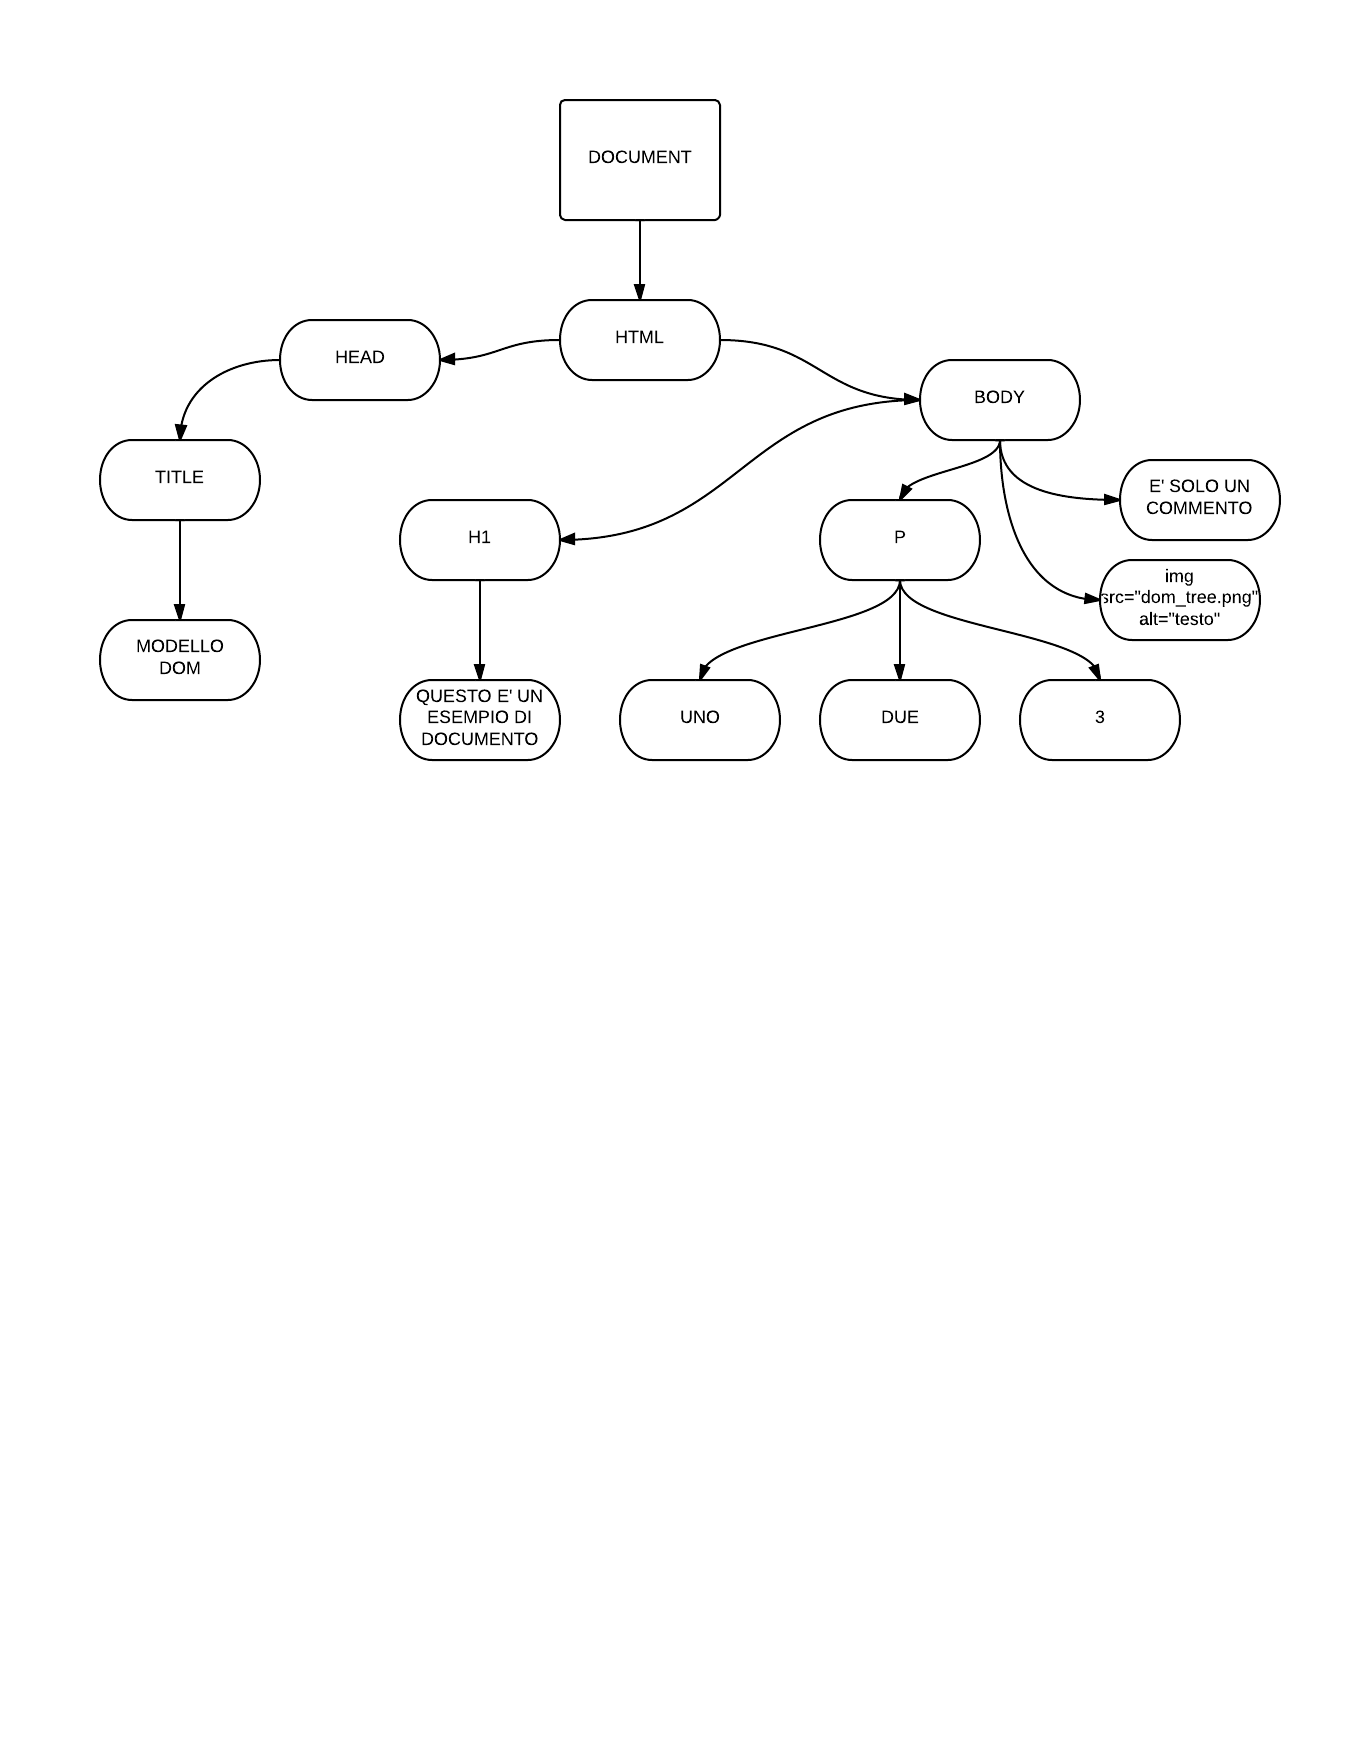 DOCUMENT
HTML
HEAD
BODY
TITLE
E' SOLO UN
COMMENTO
H1
P
img
src="dom_tree.png"
alt="testo"
MODELLO
DOM
QUESTO E' UN
ESEMPIO DI
DOCUMENTO
UNO
DUE
3